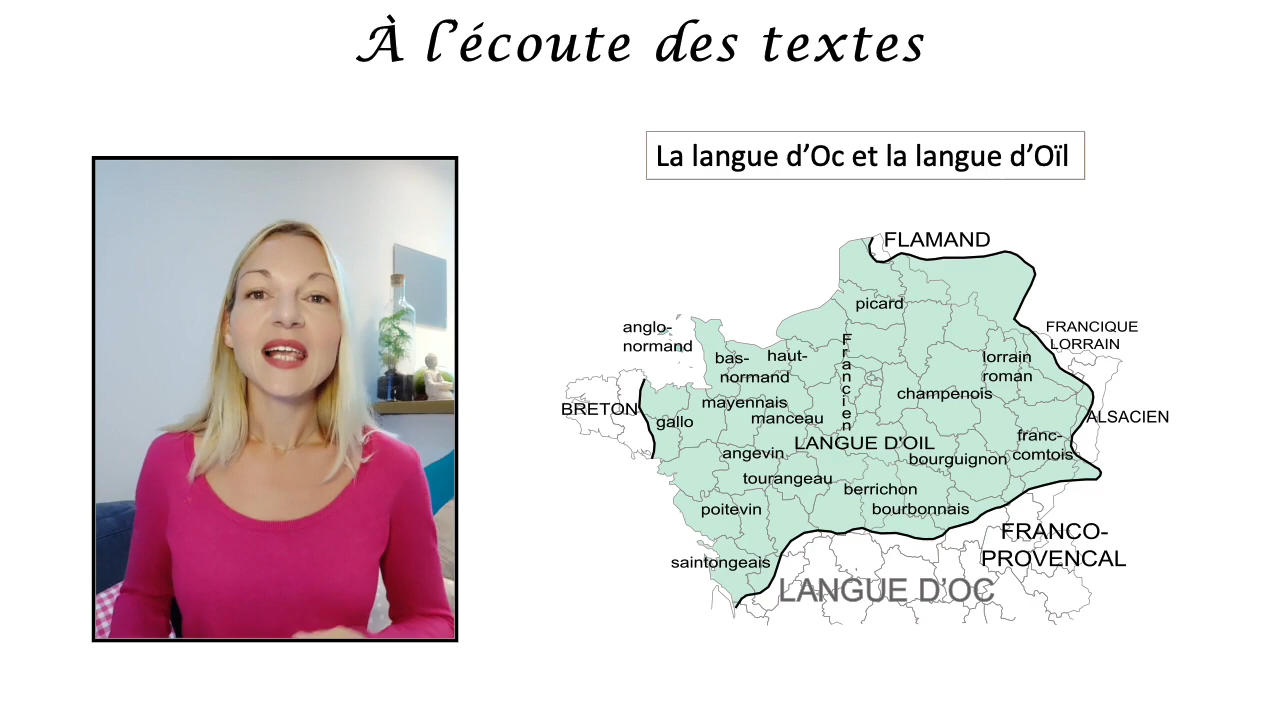 À l'écoute des textes
La langue d'Oc et la langue d'Oïl
FLAMAND
picard
anglo-
normand
FRANCIQUE
LORRAIN
bas-
haut-
normand
Francien
lorrain
roman
champenois
BRETON
gallo
mayennais
manceau
ALSACIEN
LANGUE D'OIL
franc-
comtois
angevin
bourguignon
tourangeau
berrichon
poitevin
bourbonnais
FRANCO-
PROVENCAL
saintongeais
LANGUE D'OC